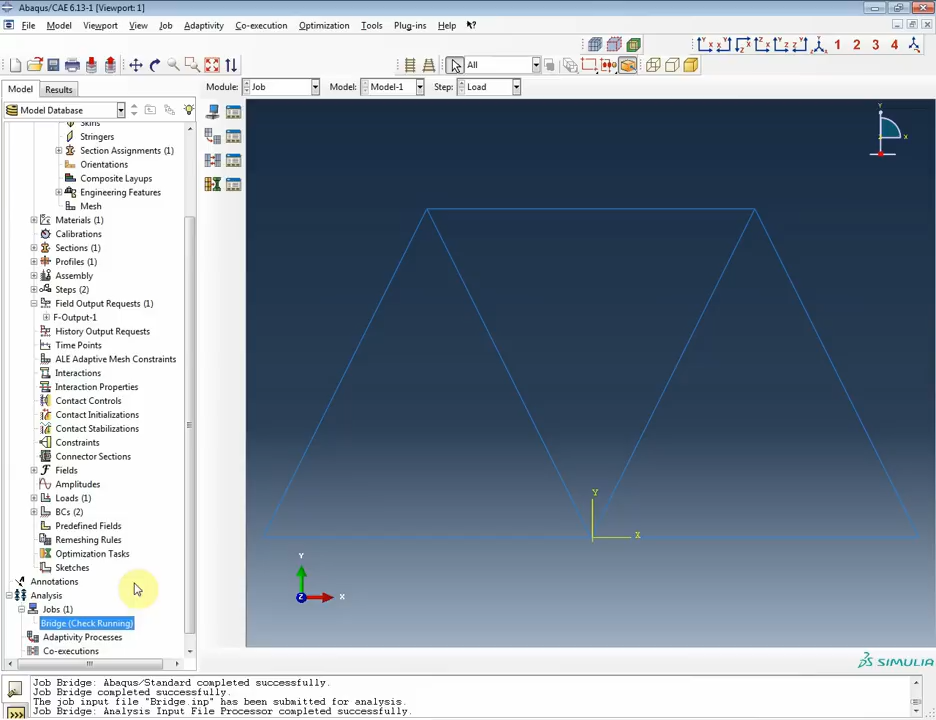 Abaqus/CAE 6.13-1 [Viewport: 1]
File Model Viewport View Job Adaptivity Co-execution Optimization Tools Plug-ins Help
1 2 3 4
All
Model Results
Module: Job Model: Model-1 Step: Load
Model Database
Skins
Stringers
Section Assignments (1)
Orientations
Composite Layups
Engineering Features
Mesh
Materials (1)
Calibrations
Sections (1)
Profiles (1)
Assembly
Steps (2)
Field Output Requests (1)
F-Output-1
History Output Requests
Time Points
ALE Adaptive Mesh Constraints
Interactions
Interaction Properties
Contact Controls
Contact Initializations
Contact Stabilizations
Constraints
Connector Sections
Fields
Amplitudes
Loads (1)
BCs (2)
Predefined Fields
Remeshing Rules
Optimization Tasks
Sketches
Annotations
Analysis
Jobs (1)
Bridge (Check Running)
Adaptivity Processes
Co-executions
Y
X
Y
X
Y
Z
X
SIMULIA
Job Bridge: Abaqus/Standard completed successfully.
Job Bridge completed successfully.
The job input file "Bridge.inp" has been submitted for analysis.
Job Bridge: Analysis Input File Processor completed successfully.